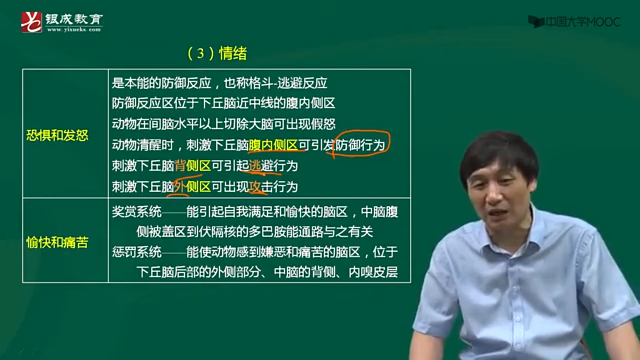 银成教育
www.yixueks.com
中国大学MOOC
（3）情绪
恐惧和发怒
是本能的防御反应，也称格斗-逃避反应
防御反应区位于下丘脑近中线的腹内侧区
动物在间脑水平以上切除大脑可出现假怒
动物清醒时，刺激下丘脑腹内侧区可引发防御行为
刺激下丘脑背侧区可引起逃避行为
刺激下丘脑外侧区可出现攻击行为
愉快和痛苦
奖赏系统——能引起自我满足和愉快的脑区，中脑腹
侧被盖区到伏隔核的多巴胺能通路与之有关
惩罚系统——能使动物感到嫌恶和痛苦的脑区，位于
下丘脑后部的外侧部分、中脑的背侧、内嗅皮层